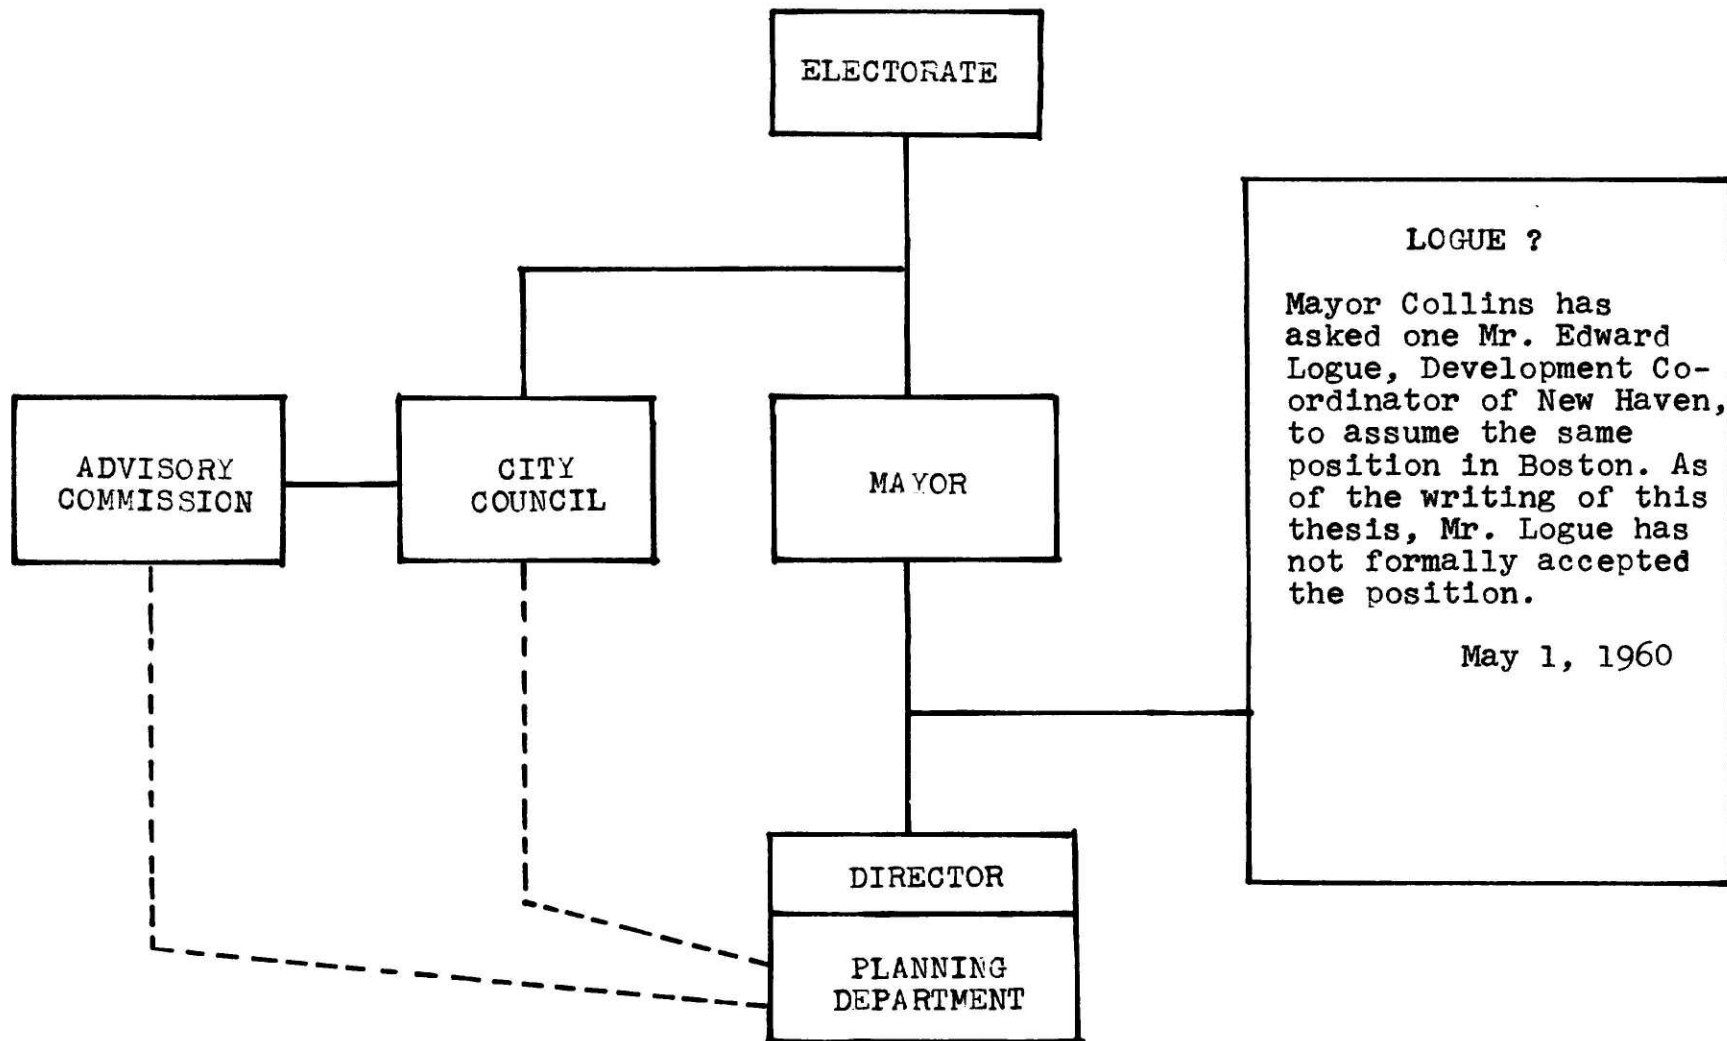 ELECTORATE
LOGUE ?
Mayor Collins has
asked one Mr. Edward
Logue, Development Co-
ordinator of New Haven,
to assume the same
position in Boston. As
of the writing of this
thesis, Mr. Logue has
not formally accepted
the position.
May 1, 1960
ADVISORY
COMMISSION
CITY
COUNCIL
MAYOR
DIRECTOR
PLANNING
DEPARTMENT